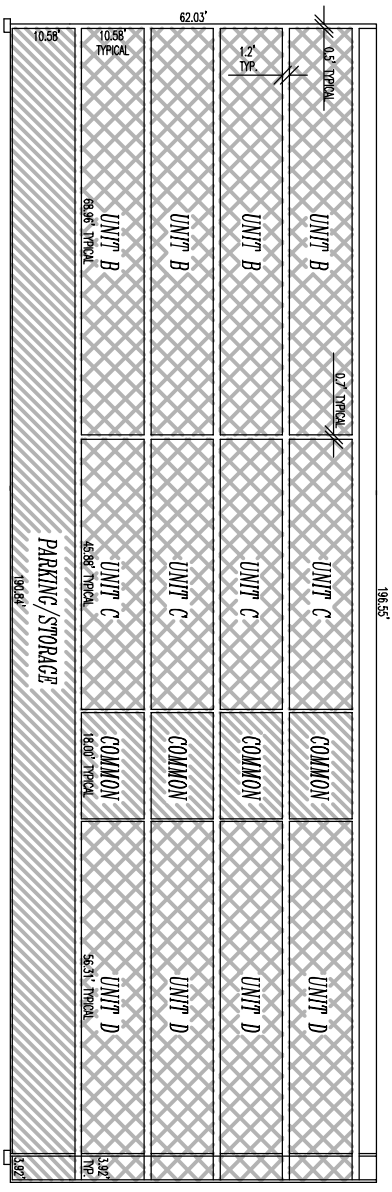 196.55'
62.03'
10.58'
10.58'
TYPICAL
1.2'
TYP.
0.5' TYPICAL
0.7' TYPICAL
UNIT B
UNIT C
COMMON
UNIT D
UNIT B
UNIT C
COMMON
UNIT D
UNIT B
UNIT C
COMMON
UNIT D
UNIT B
68.96' TYPICAL
UNIT C
45.88' TYPICAL
COMMON
18.00' TYPICAL
UNIT D
56.31' TYPICAL
3.92'
TYP.
PARKING/STORAGE
190.84'
3.92'